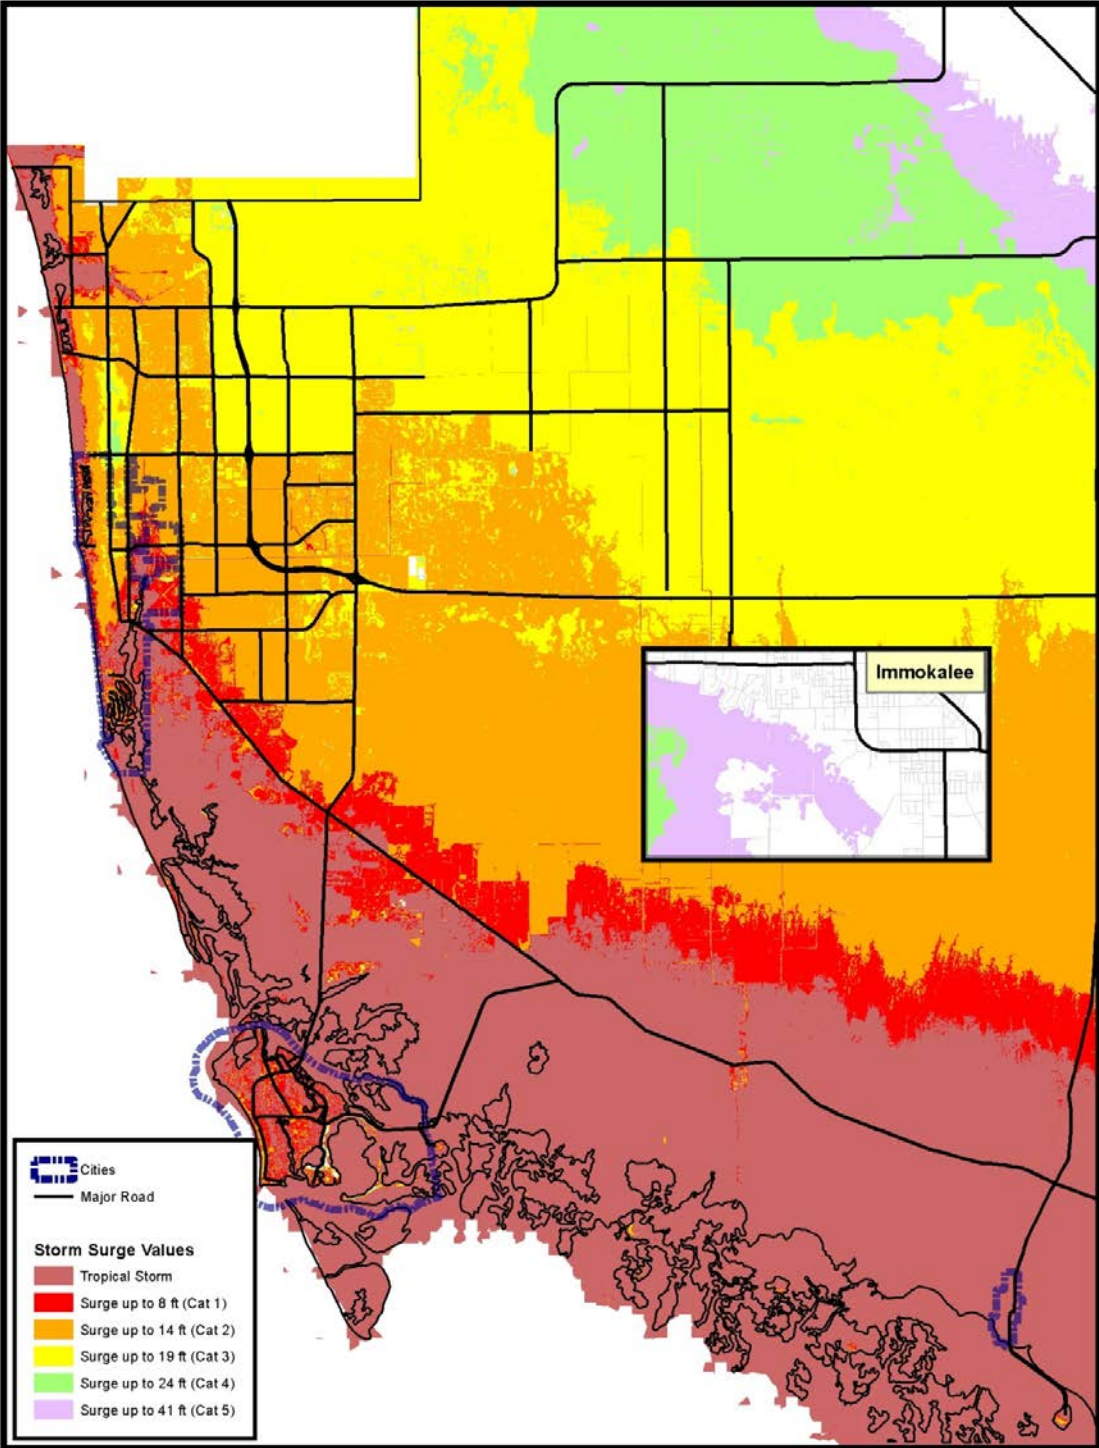 Immokalee
Cities
Major Road
Storm Surge Values
Tropical Storm
Surge up to 8 ft (Cat 1)
Surge up to 14 ft (Cat 2)
Surge up to 19 ft (Cat 3)
Surge up to 24 ft (Cat 4)
Surge up to 41 ft (Cat 5)